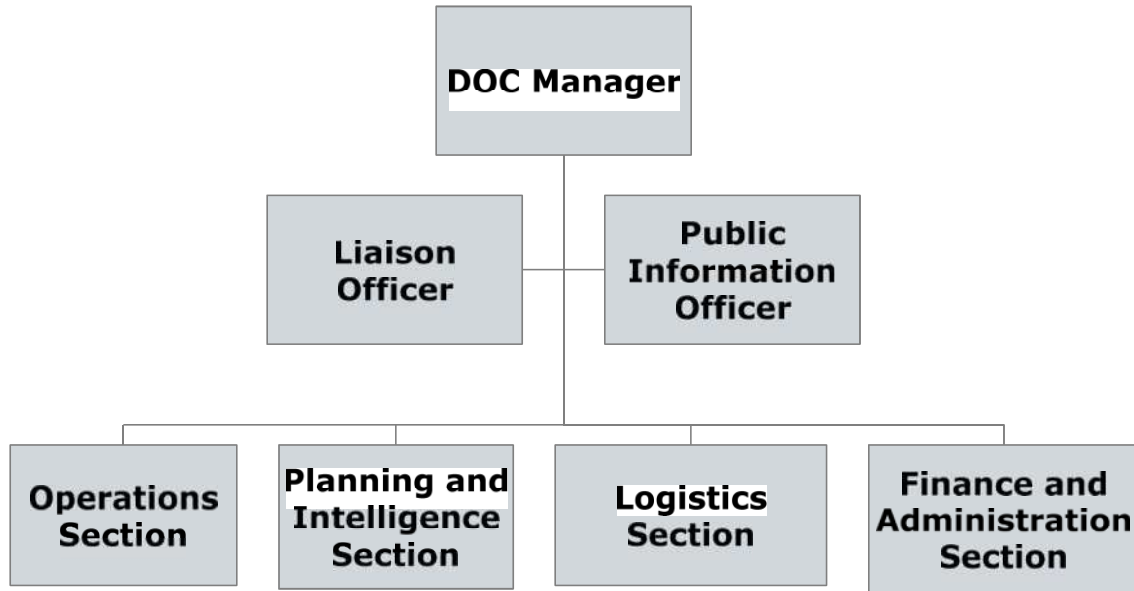 DOC Manager
Liaison
Officer
Public
Information
Officer
Operations
Section
Planning and
Intelligence
Section
Logistics
Section
Finance and
Administration
Section